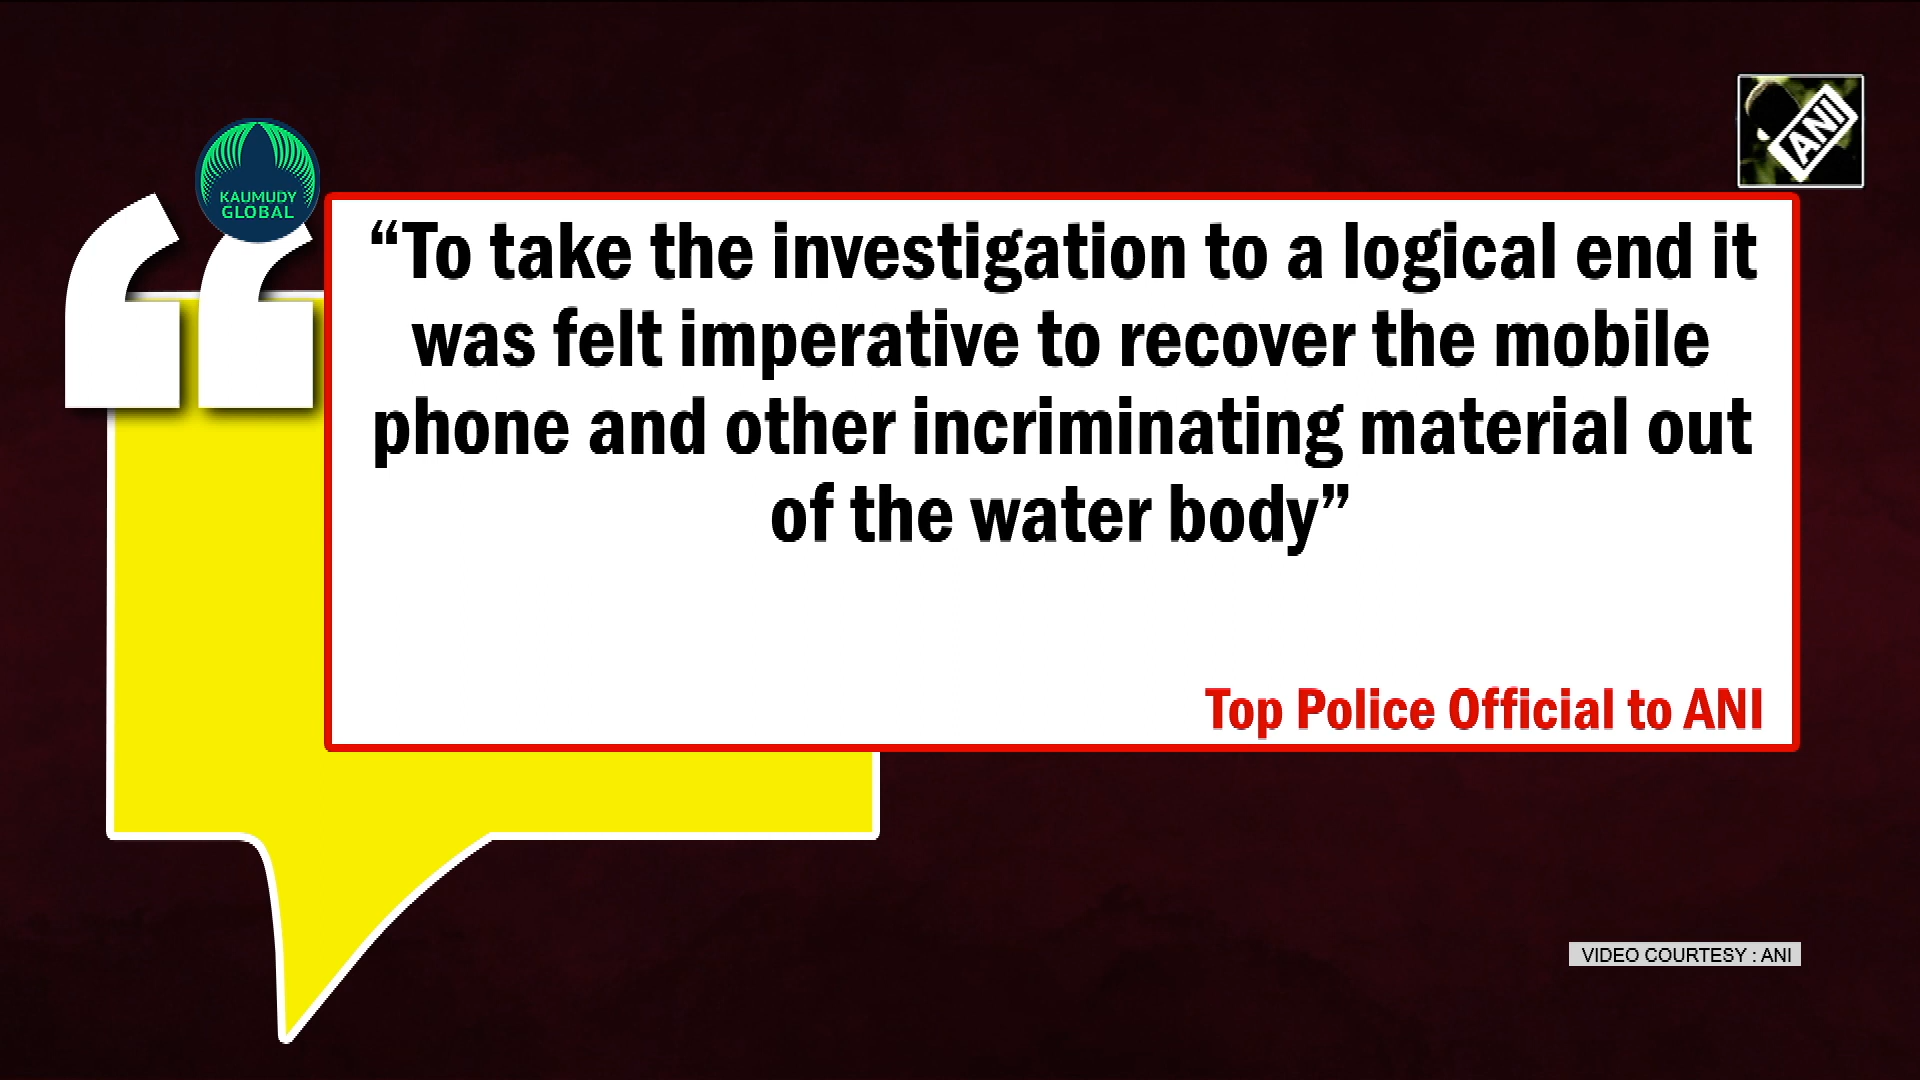 ANI
KAUMUDY
GLOBAL
“To take the investigation to a logical end it
was felt imperative to recover the mobile
phone and other incriminating material out
of the water body”
Top Police Official to ANI
VIDEO COURTESY : ANI